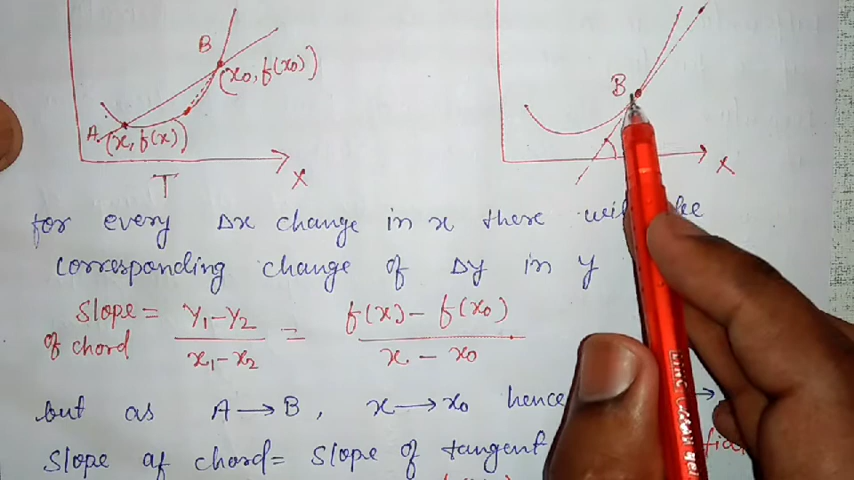 B
(x₀, f(x₀))
A
(x, f(x))
X
T
B
X
for every Δx change in x there will be
corresponding change of Δy in y
Slope of chord = y₁-y₂ / x₁-x₂ = f(x) - f(x₀) / x - x₀
but as A → B, x → x₀ hence →
Slope of chord = slope of tangent